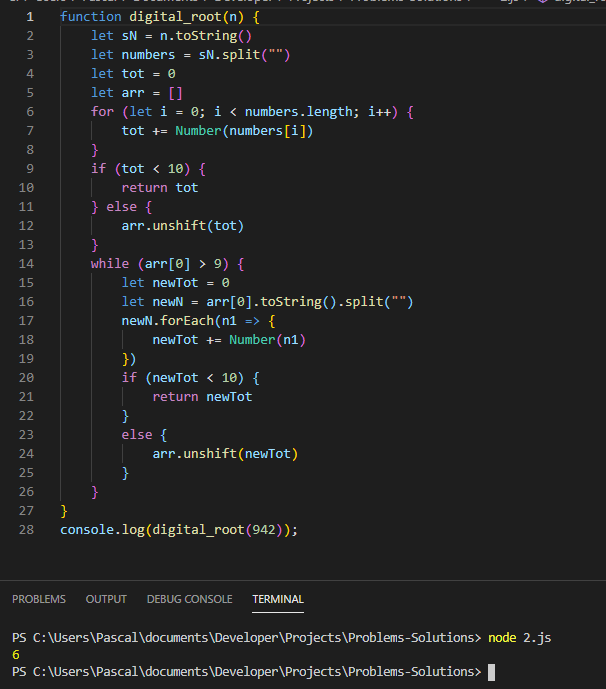 1 function digital_root(n) {
2 let sN = n.toString()
3 let numbers = sN.split("")
4 let tot = 0
5 let arr = []
6 for (let i = 0; i < numbers.length; i++) {
7 tot += Number(numbers[i])
8 }
9 if (tot < 10) {
10 return tot
11 } else {
12 arr.unshift(tot)
13 }
14 while (arr[0] > 9) {
15 let newTot = 0
16 let newN = arr[0].toString().split("")
17 newN.forEach(n1 => {
18 newTot += Number(n1)
19 })
20 if (newTot < 10) {
21 return newTot
22 }
23 else {
24 arr.unshift(newTot)
25 }
26 }
27 }
28 console.log(digital_root(942));
PROBLEMS OUTPUT DEBUG CONSOLE TERMINAL
PS C:\Users\Pascal\documents\Developer\Projects\Problems-Solutions> node 2.js
6
PS C:\Users\Pascal\documents\Developer\Projects\Problems-Solutions>